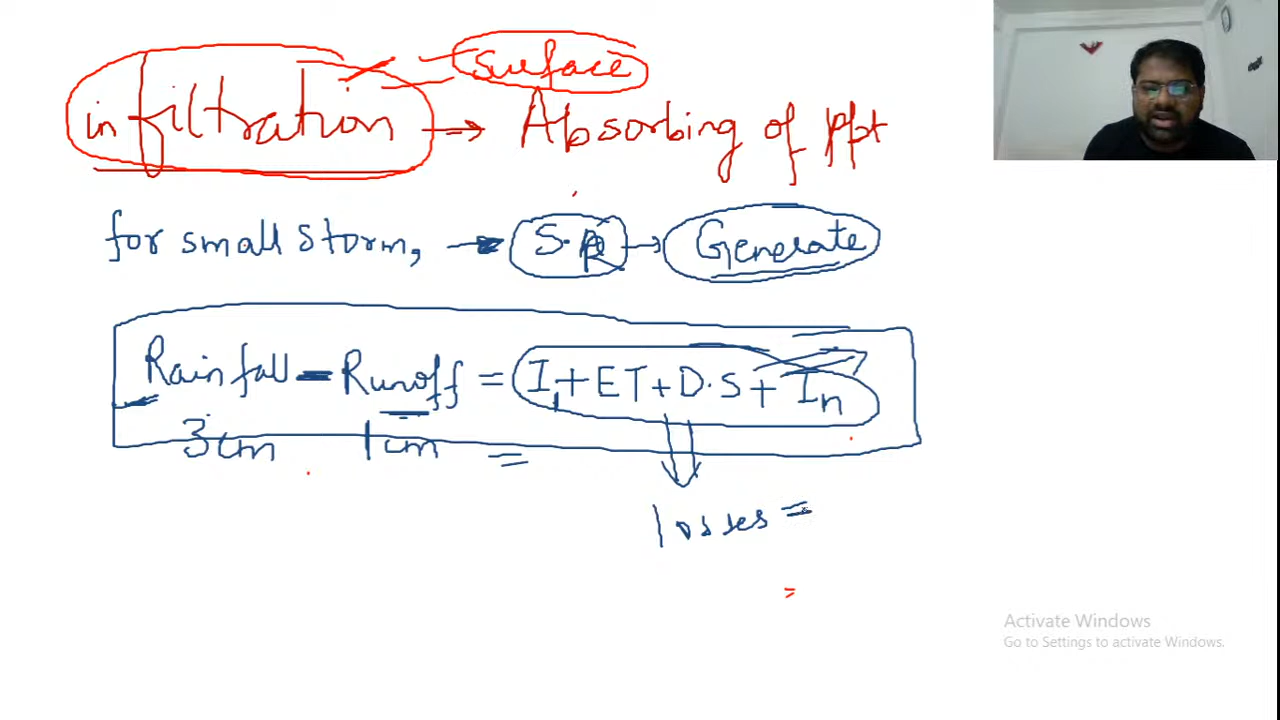 surface
infiltration → Absorbing of ppt
for small storm, → S.R → Generate
Rainfall - Runoff = I1 + ET + D.S + In
3cm 1cm =
losses =
=
Activate Windows
Go to Settings to activate Windows.